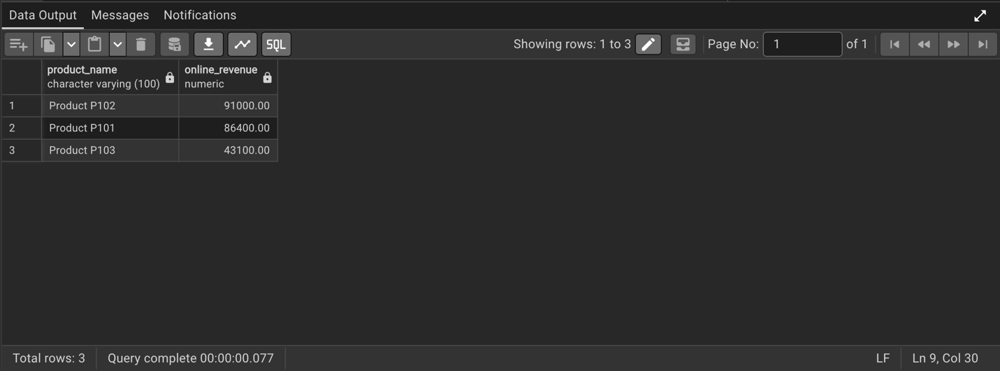 Data Output Messages Notifications
SQL Showing rows: 1 to 3 Page No: 1 of 1
product_name online_revenue
character varying (100) numeric
1 Product P102 91000.00
2 Product P101 86400.00
3 Product P103 43100.00
Total rows: 3 Query complete 00:00:00.077 LF Ln 9, Col 30